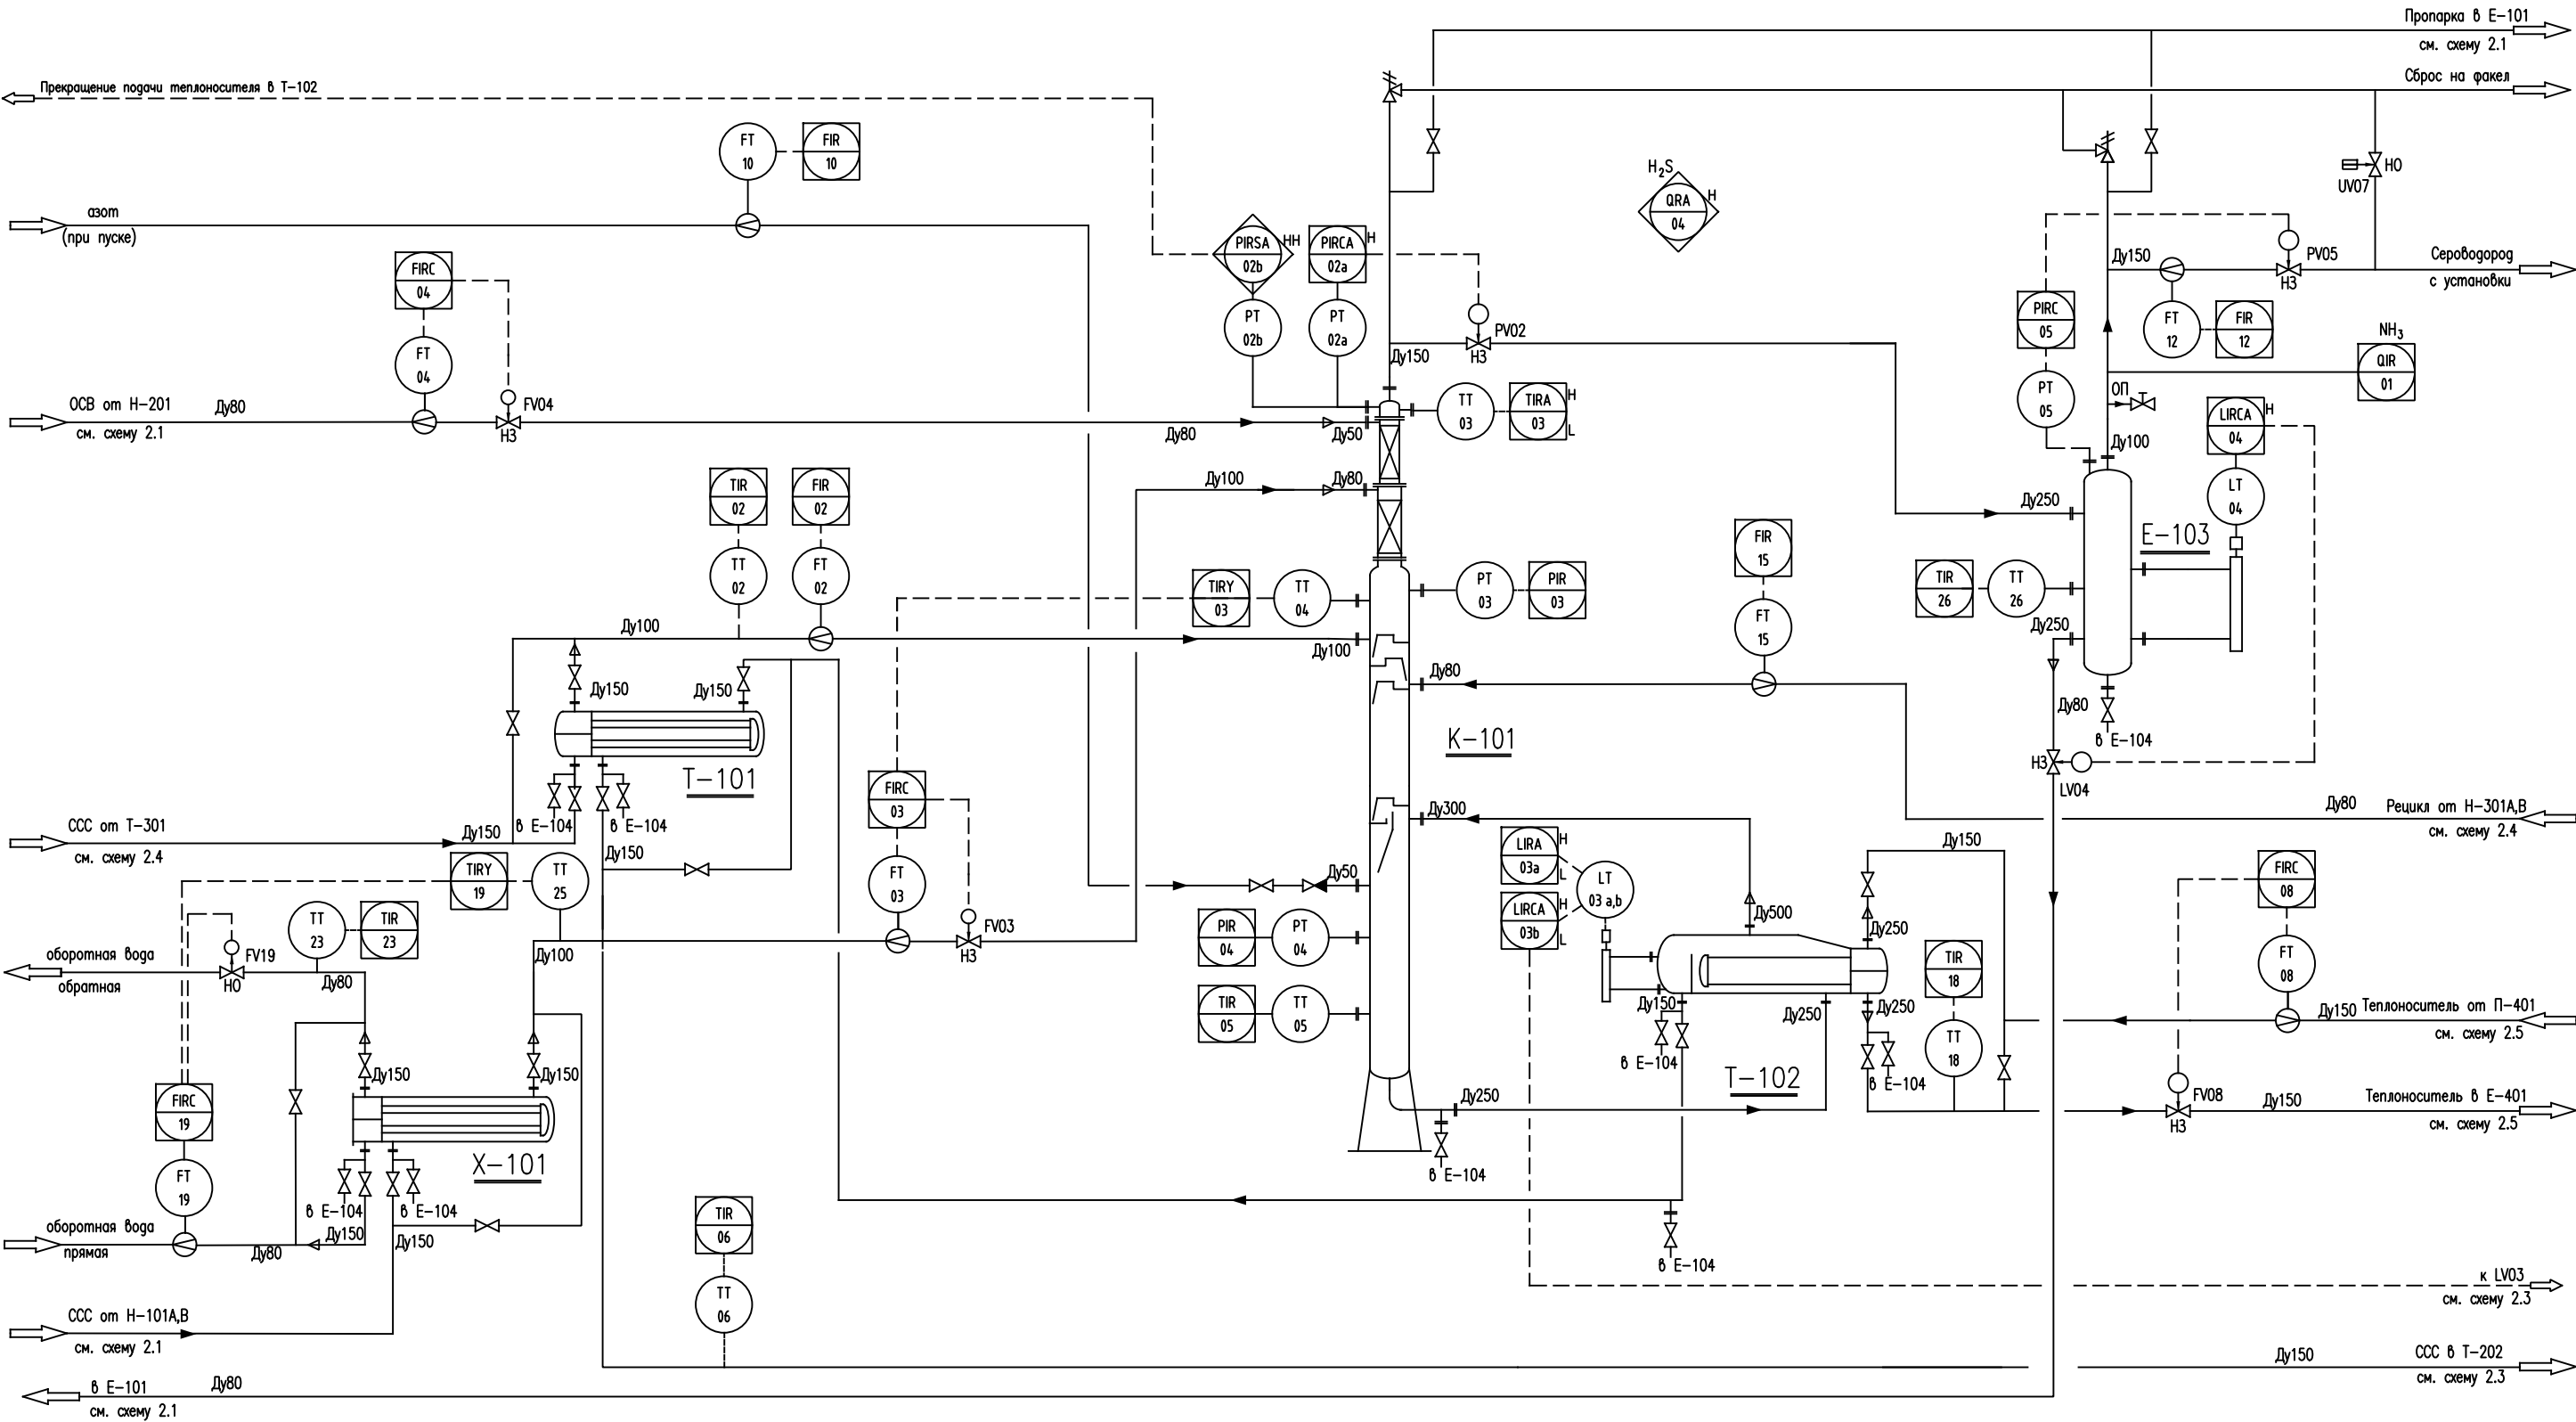 Пропарка в Е-101
см. схему 2.1
Прекращение подачи теплоносителя в Т-102
Сброс на факел
FT
10
FIR
10
H2S
QRA
04
H
НО
UV07
азот
(при пуске)
FIRC
04
PIRSA
02b
HH
PIRCA
02a
H
Ду150
PV05
НЗ
Сероводород
с установки
FT
04
PT
02b
PT
02a
PV02
НЗ
Ду150
PIRC
05
FT
12
FIR
12
NH3
QIR
01
ОСВ от Н-201
см. схему 2.1
Ду80
FV04
НЗ
Ду80
Ду50
TT
03
TIRA
03
H
L
PT
05
ОП
Ду100
LIRCA
04
H
TIR
02
FIR
02
Ду100
Ду80
LT
04
Ду250
Е-103
TT
02
FT
02
TIRY
03
TT
04
PT
03
PIR
03
FIR
15
FT
15
TIR
26
TT
26
Ду250
Ду100
Ду100
Ду80
Ду150
Ду150
Ду80
в Е-104
К-101
НЗ
LV04
Т-101
FIRC
03
Ду300
Ду80
Рецикл от Н-301А,В
см. схему 2.4
ССС от Т-301
см. схему 2.4
Ду150
в Е-104
в Е-104
Ду150
TIRY
19
TT
25
FT
03
Ду50
LIRA
03a
H
L
LT
03 a,b
LIRCA
03b
H
L
Ду150
FIRC
08
TT
23
TIR
23
FV03
НЗ
PIR
04
PT
04
Ду500
Ду250
оборотная вода
обратная
FV19
НО
Ду80
Ду100
TIR
05
TT
05
Ду150
Ду250
Ду250
TIR
18
FT
08
Ду150
Теплоноситель от П-401
см. схему 2.5
в Е-104
TT
18
в Е-104
Ду150
Ду150
FIRC
19
Т-102
Ду250
FV08
НЗ
Ду150
Теплоноситель в Е-401
см. схему 2.5
Х-101
FT
19
в Е-104
в Е-104
в Е-104
оборотная вода
прямая
Ду80
Ду150
Ду150
TIR
06
в Е-104
TT
06
к LV03
см. схему 2.3
ССС от Н-101А,В
см. схему 2.1
Ду150
ССС в Т-202
см. схему 2.3
в Е-101
см. схему 2.1
Ду80